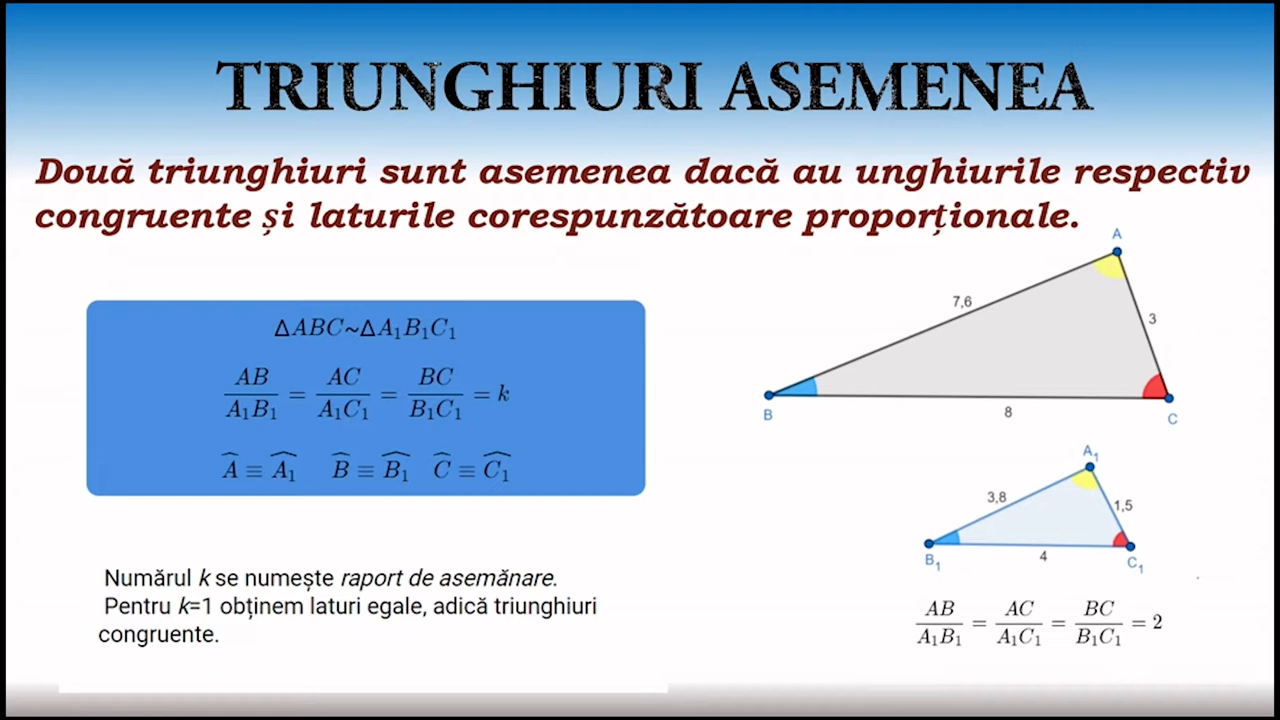 TRIUNGHIURI ASEMENEA
Două triunghiuri sunt asemenea dacă au unghiurile respectiv
congruente și laturile corespunzătoare proporționale.
ΔABC~ΔA₁B₁C₁
AB/A₁B₁ = AC/A₁C₁ = BC/B₁C₁ = k
Â ≡ Â₁ B̂ ≡ B̂₁ Ĉ ≡ Ĉ₁
Numărul k se numește raport de asemănare.
Pentru k=1 obținem laturi egale, adică triunghiuri
congruente.
A
7,6
3
B
8
C
A₁
3,8
1,5
B₁
4
C₁
AB/A₁B₁ = AC/A₁C₁ = BC/B₁C₁ = 2